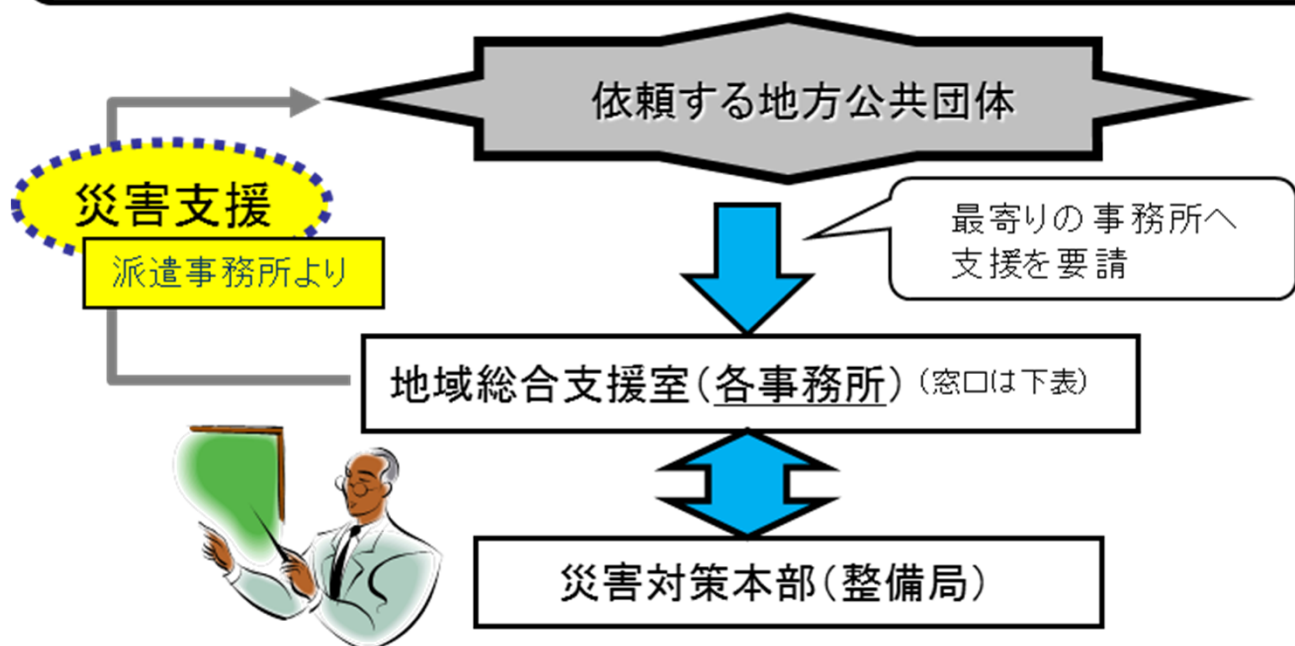 依頼する地方公共団体
災害支援
派遣事務所より
最寄りの事務所へ
支援を要請
地域総合支援室(各事務所)(窓口は下表)
災害対策本部(整備局)